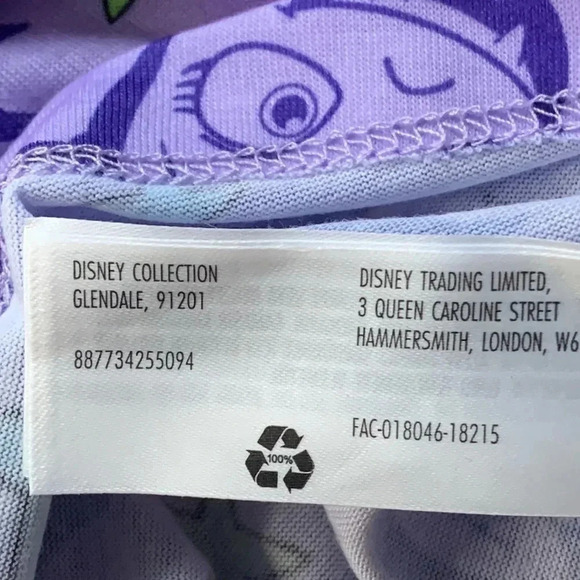 DISNEY COLLECTION
GLENDALE, 91201
887734255094
DISNEY TRADING LIMITED,
3 QUEEN CAROLINE STREET
HAMMERSMITH, LONDON, W6
FAC-018046-18215
100%